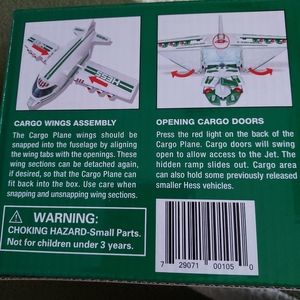 HESS
CARGO WINGS ASSEMBLY
The Cargo Plane wings should be
snapped into the fuselage by aligning
the wing tabs with the openings. These
wing sections can be detached again,
if desired, so that the Cargo Plane can
fit back into the box. Use care when
snapping and unsnapping wing sections.
OPENING CARGO DOORS
Press the red light on the back of the
Cargo Plane. Cargo doors will swing
open to allow access to the Jet. The
hidden ramp slides out. Cargo area
can also hold some previously released
smaller Hess vehicles.
WARNING:
CHOKING HAZARD-Small Parts.
Not for children under 3 years.
7 29071 00105 0